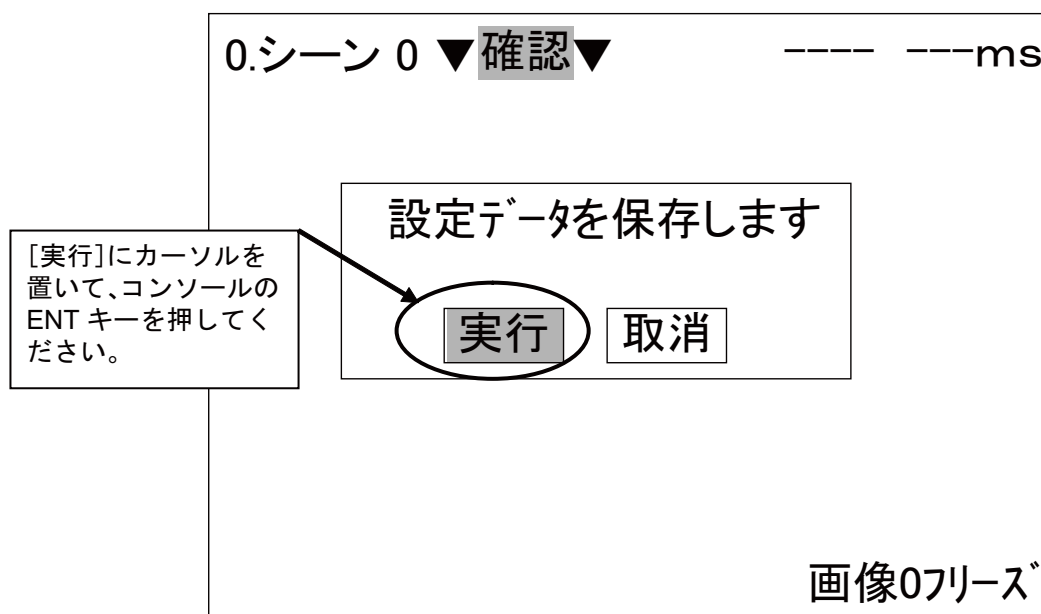 0.シーン 0 ▼確認▼ ---- ---ms
設定ﾃﾞｰﾀを保存します
[実行]にカーソルを
置いて、コンソールの
ENT キーを押してく
ださい。
実行 取消
画像0ﾌﾘｰｽﾞ